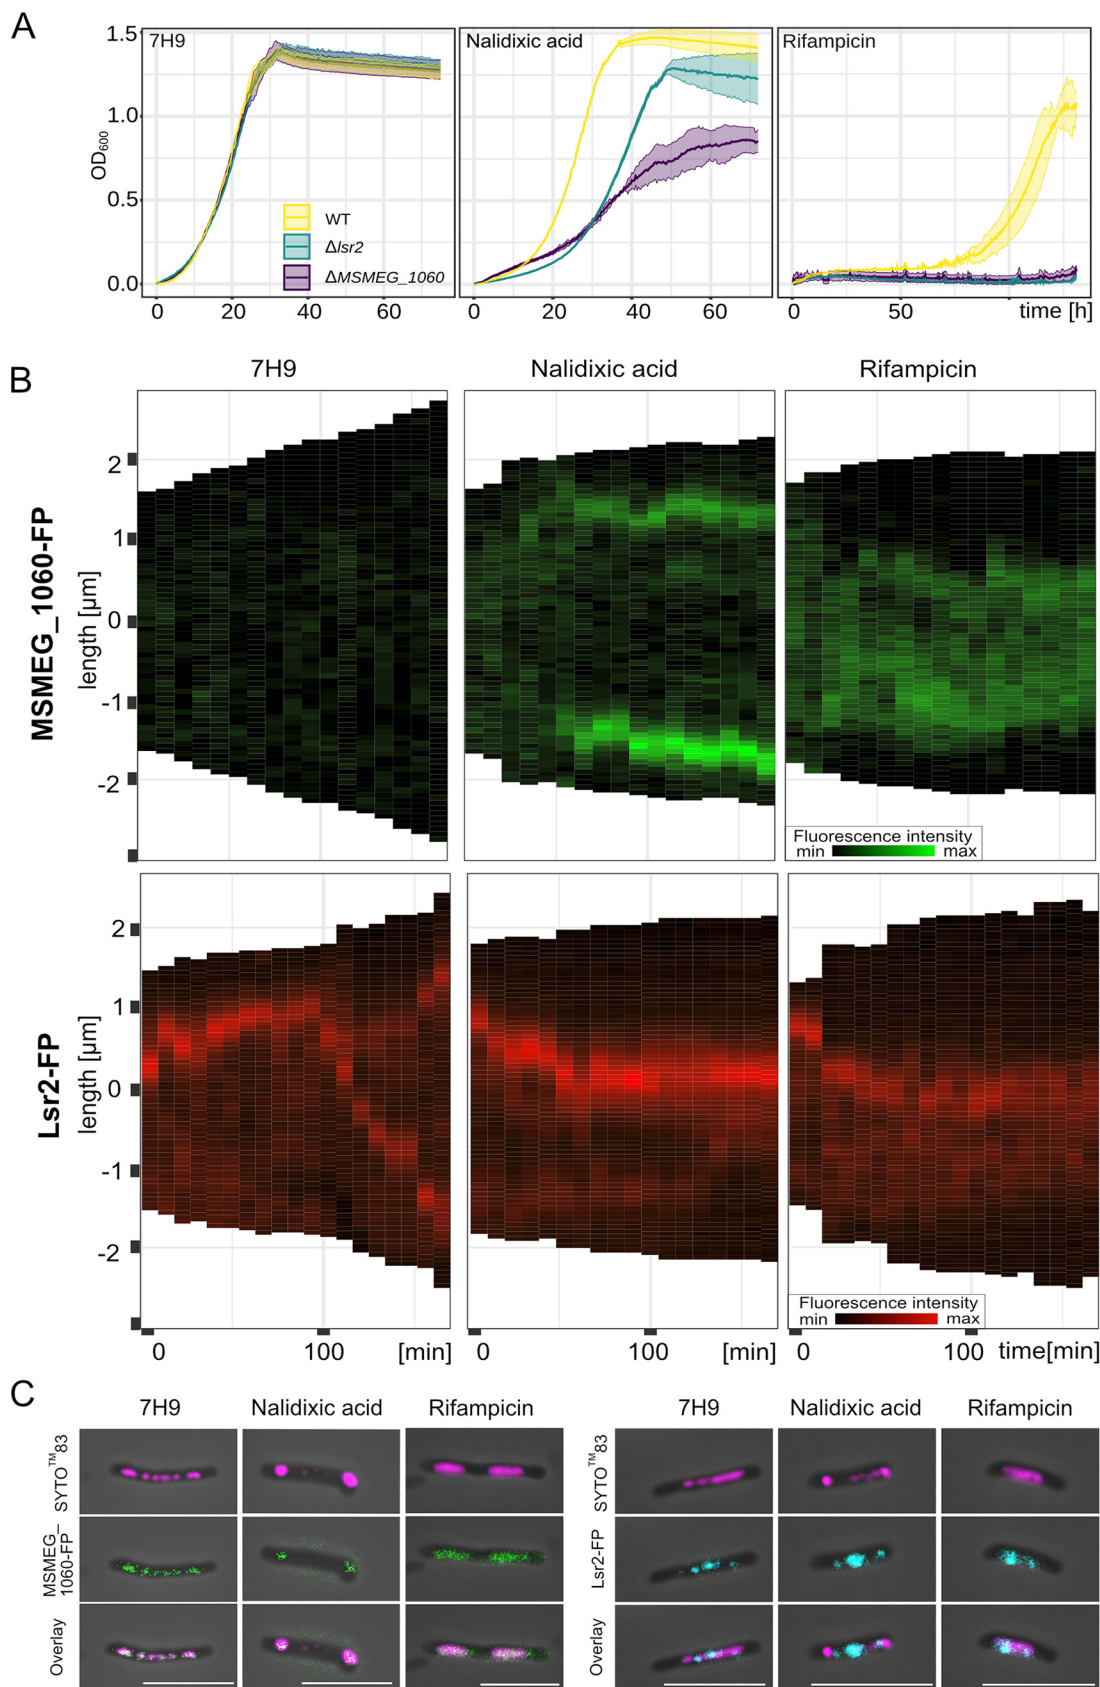 A
7H9
Nalidixic acid
Rifampicin
1.5
1.0
0.5
0.0
OD600
WT
Δlsr2
ΔMSMEG_1060
0 20 40 60
0 20 40 60
0 50 time [h]
B
7H9 Nalidixic acid Rifampicin
MSMEG_1060-FP
length [µm]
2
1
0
-1
-2
Fluorescence intensity
min max
Lsr2-FP
length [µm]
2
1
0
-1
-2
Fluorescence intensity
min max
0 100 [min]
0 100 [min]
0 100 time[min]
C
7H9 Nalidixic acid Rifampicin
7H9 Nalidixic acid Rifampicin
SYTO™83
MSMEG_
1060-FP
Overlay
SYTO™83
Lsr2-FP
Overlay